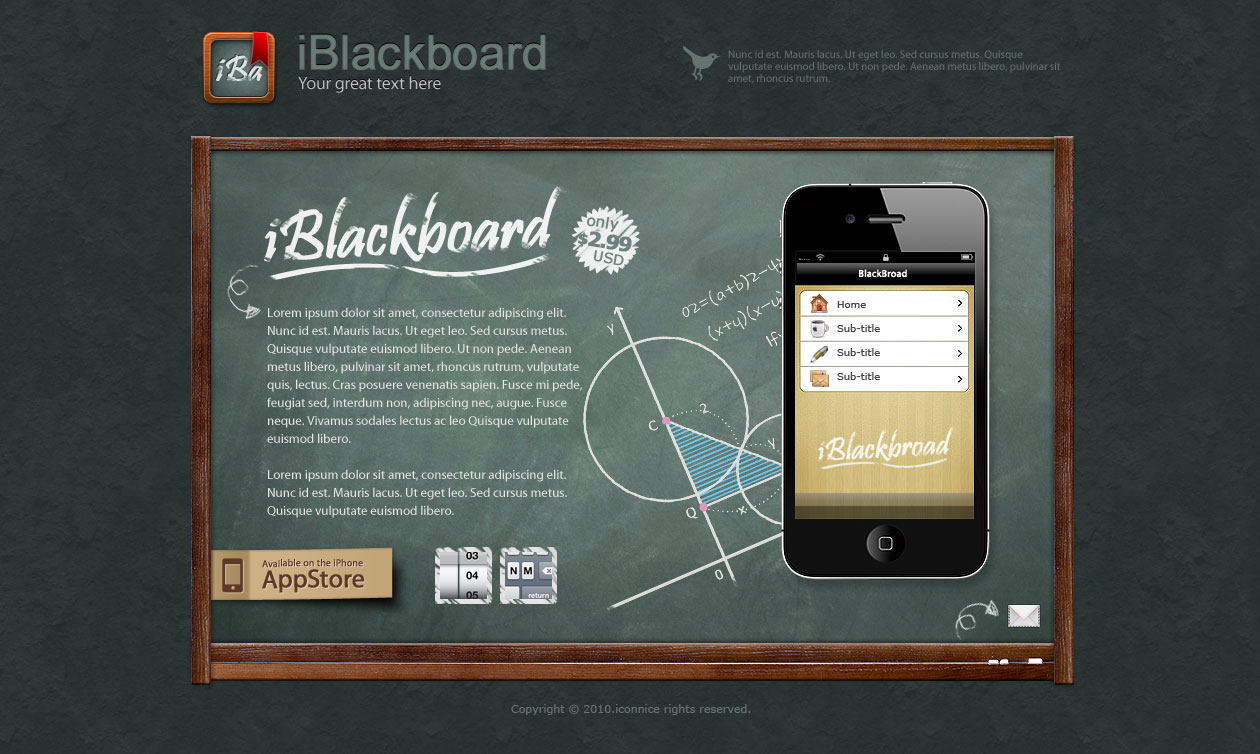 iBa
iBlackboard
Your great text here
Nunc id est. Mauris lacus. Ut eget leo. Sed cursus metus. Quisque
vulputate euismod libero. Ut non pede. Aenean metus libero, pulvinar sit
amet, rhoncus rutrum.
iBlackboard
only
$2.99
USD
Lorem ipsum dolor sit amet, consectetur adipiscing elit.
Nunc id est. Mauris lacus. Ut eget leo. Sed cursus metus.
Quisque vulputate euismod libero. Ut non pede. Aenean
metus libero, pulvinar sit amet, rhoncus rutrum, vulputate
quis, lectus. Cras posuere venenatis sapien. Fusce mi pede,
feugiat sed, interdum non, adipiscing nec, augue. Fusce
neque. Vivamus sodales lectus ac leo Quisque vulputate
euismod libero.
Lorem ipsum dolor sit amet, consectetur adipiscing elit.
Nunc id est. Mauris lacus. Ut eget leo. Sed cursus metus.
Quisque vulputate euismod libero.
Available on the iPhone
AppStore
03
04
05
N M
return
y
C
2
y
Q
x
0
BlackBroad
Home
Sub-title
Sub-title
Sub-title
iBlackbroad
Copyright © 2010.iconnice rights reserved.